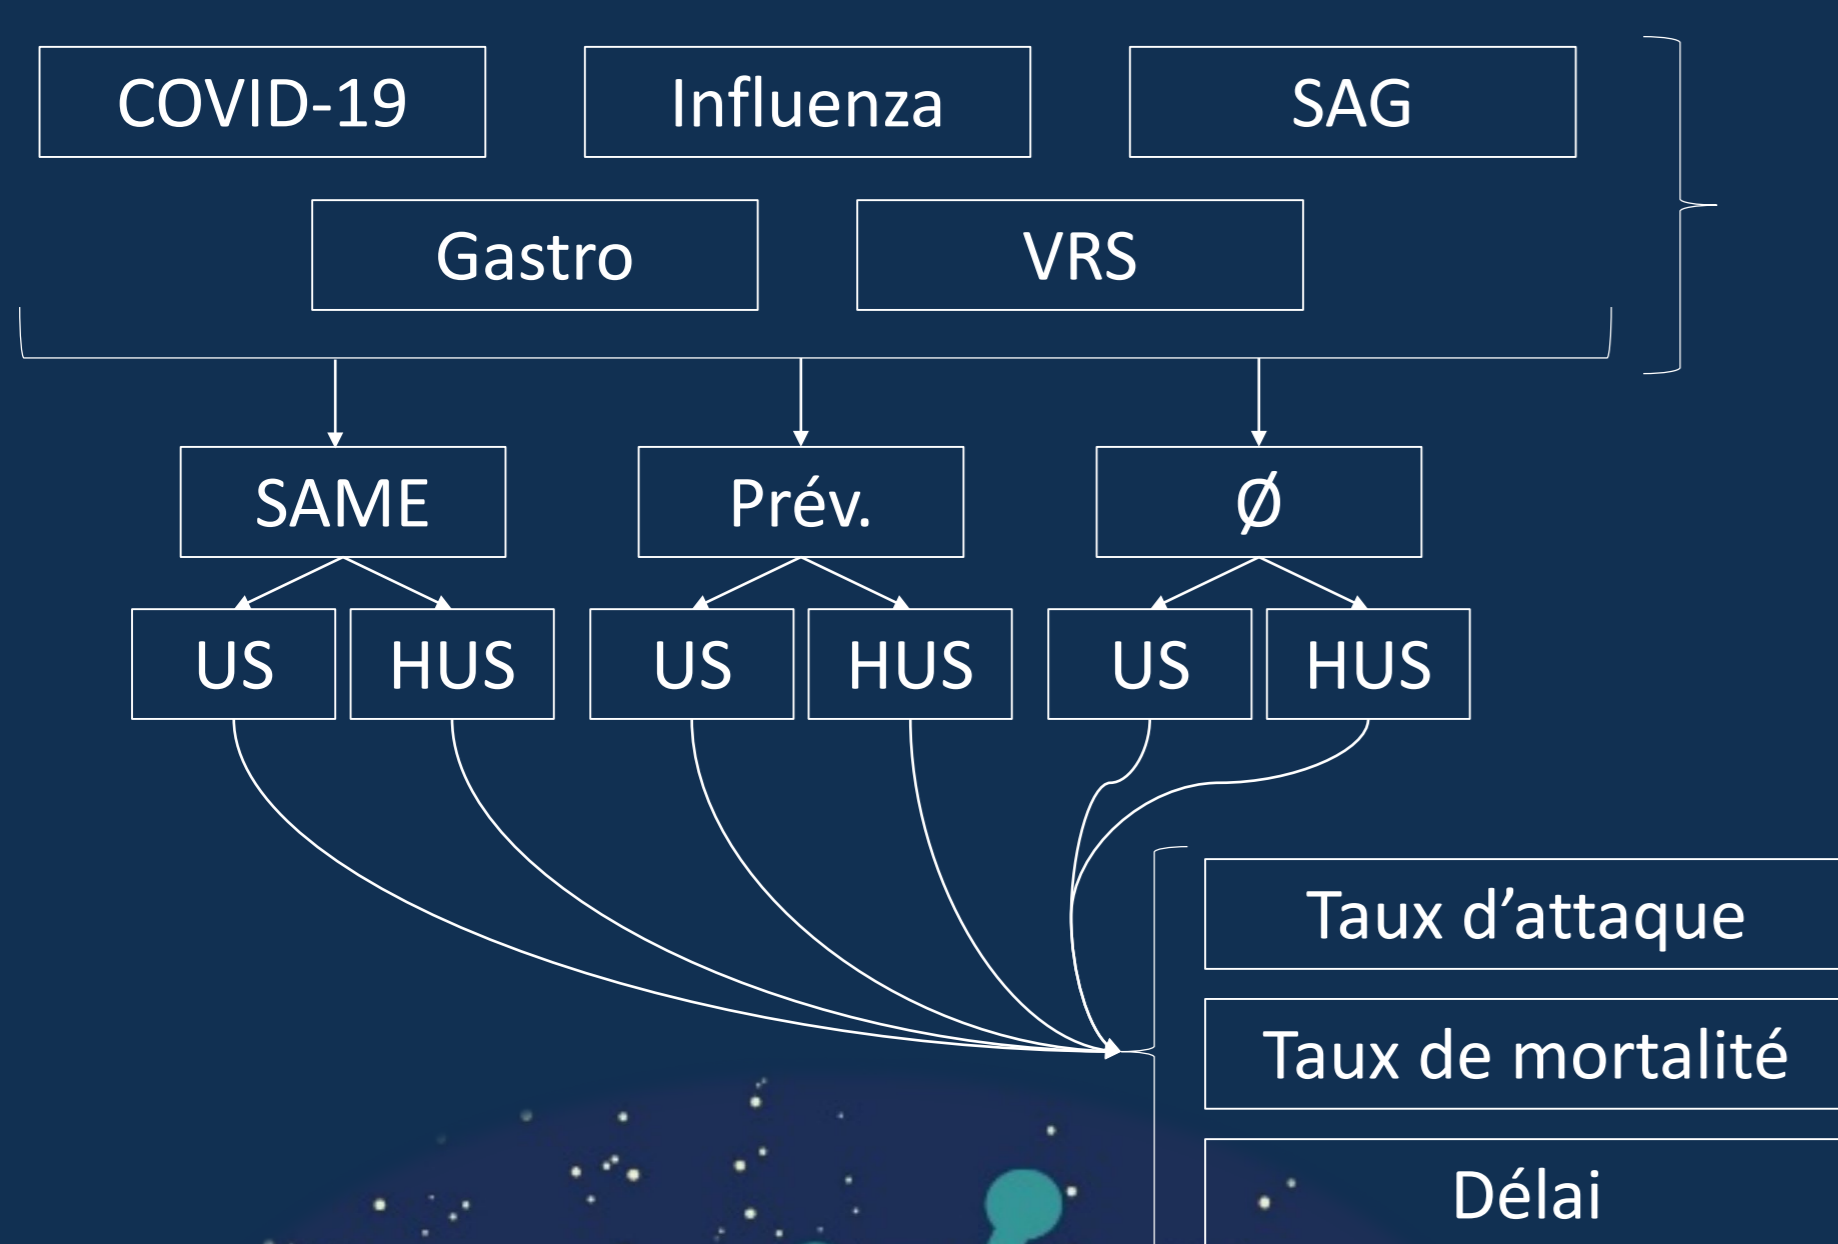 COVID-19
Influenza
SAG
Gastro
VRS
SAME
Prév.
Ø
US
HUS
US
HUS
US
HUS
Taux d’attaque
Taux de mortalité
Délai